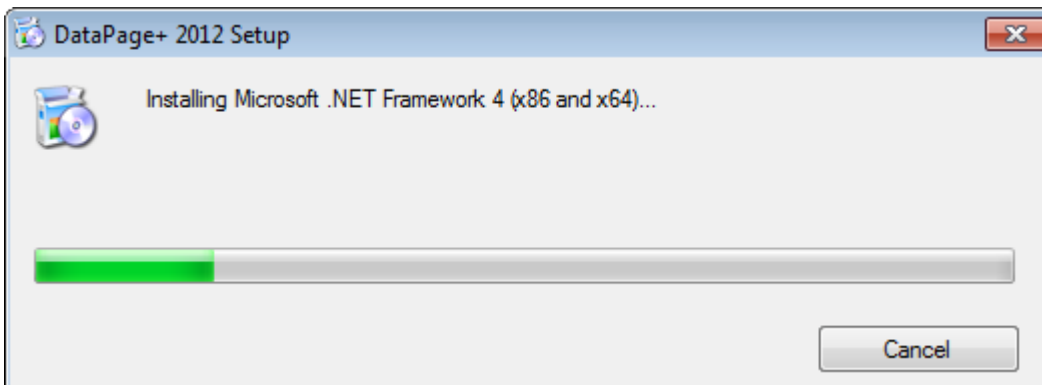 DataPage+ 2012 Setup
Installing Microsoft .NET Framework 4 (x86 and x64)...
Cancel